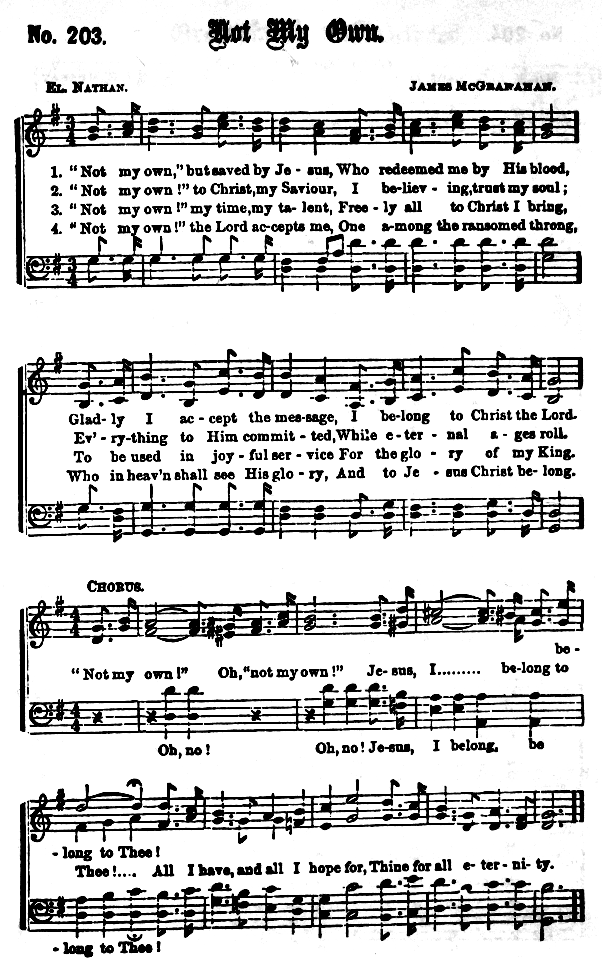 No. 203. Not My Own.
El. Nathan. James McGranahan.
1. “Not my own,” but saved by Je - sus, Who redeemed me by His blood,
2. “Not my own!” to Christ, my Saviour, I be-liev - ing, trust my soul;
3. “Not my own!” my time, my ta- lent, Free- ly all to Christ I bring,
4. “Not my own!” the Lord ac-cepts me, One a-mong the ransomed throng,
Glad- ly I ac - cept the mes-sage, I be-long to Christ the Lord.
Ev’ - ry-thing to Him commit - ted, While e-ter - nal a - ges roll.
To be used in joy - ful ser - vice For the glo - ry of my King.
Who in heav’n shall see His glo - ry, And to Je - sus Christ be - long.
Chorus.
be -
“Not my own!” Oh, “not my own!” Je- sus, I......... be-long to
Oh, no! Oh, no! Je-sus, I belong, be
- long to Thee!
Thee!.... All I have, and all I hope for, Thine for all e- ter - ni- ty.
- long to Thee!